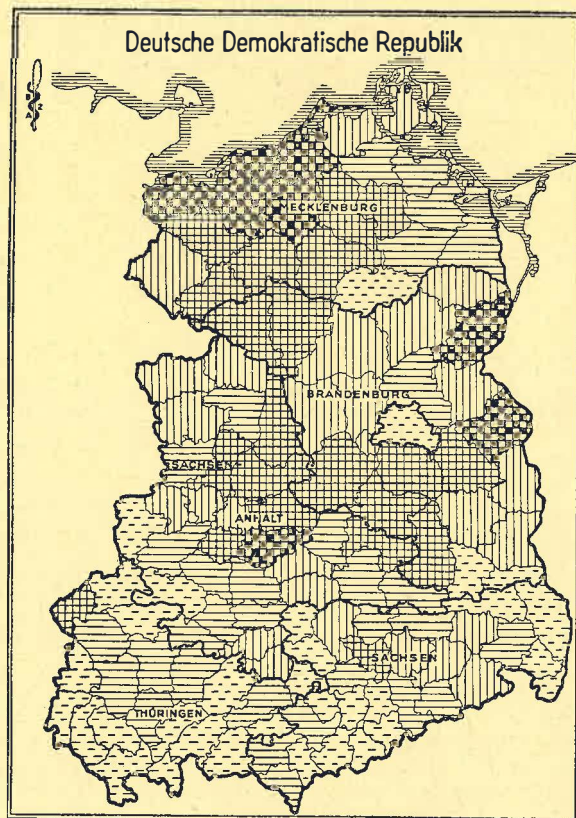 Deutsche Demokratische Republik
MECKLENBURG
BRANDENBURG
SACHSEN-
ANHALT
SACHSEN
THÜRINGEN